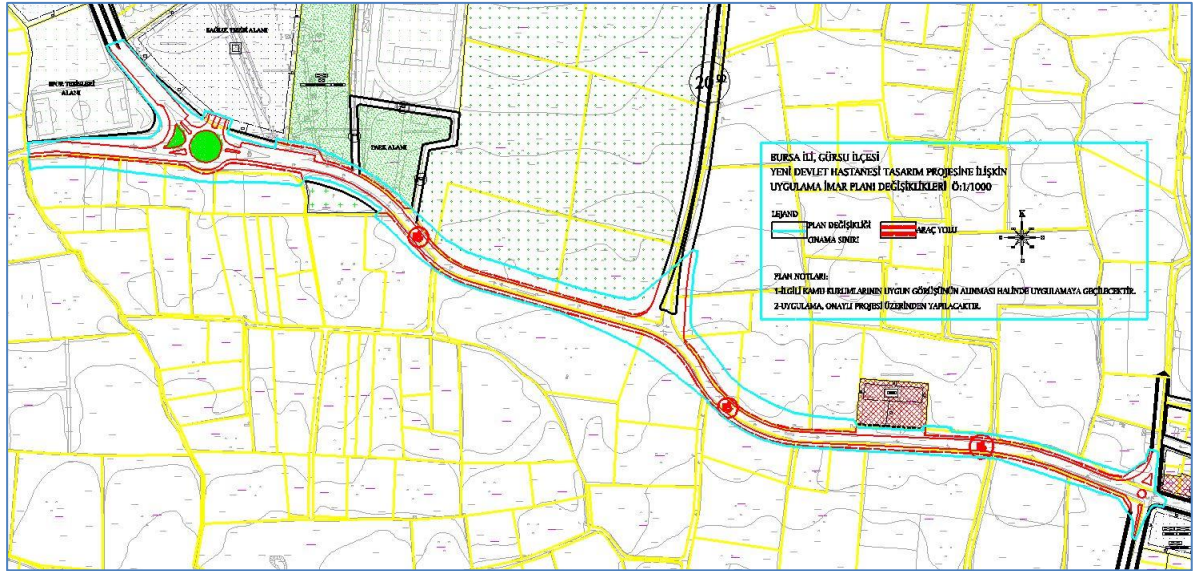 SAĞLIK TESİSİ ALANI
SPOR TESİSLERİ
ALANI
PARK ALANI
20
BURSA İLİ, GÜRSU İLÇESİ
YENİ DEVLET HASTANESİ TASARIM PROJESİNE İLİŞKİN
UYGULAMA İMAR PLANI DEĞİŞİKLİKLERİ Ö:1/1000
LEJAND
PLAN DEĞİŞİKLİĞİ
ONAMA SINIRI
ARAÇ YOLU
K
PLAN NOTLARI:
1-İLGİLİ KAMU KURUMLARININ UYGUN GÖRÜŞÜNÜN ALINMASI HALİNDE UYGULAMAYA GEÇİLECEKTİR.
2-UYGULAMA, ONAYLI PROJESİ ÜZERİNDEN YAPILACAKTIR.